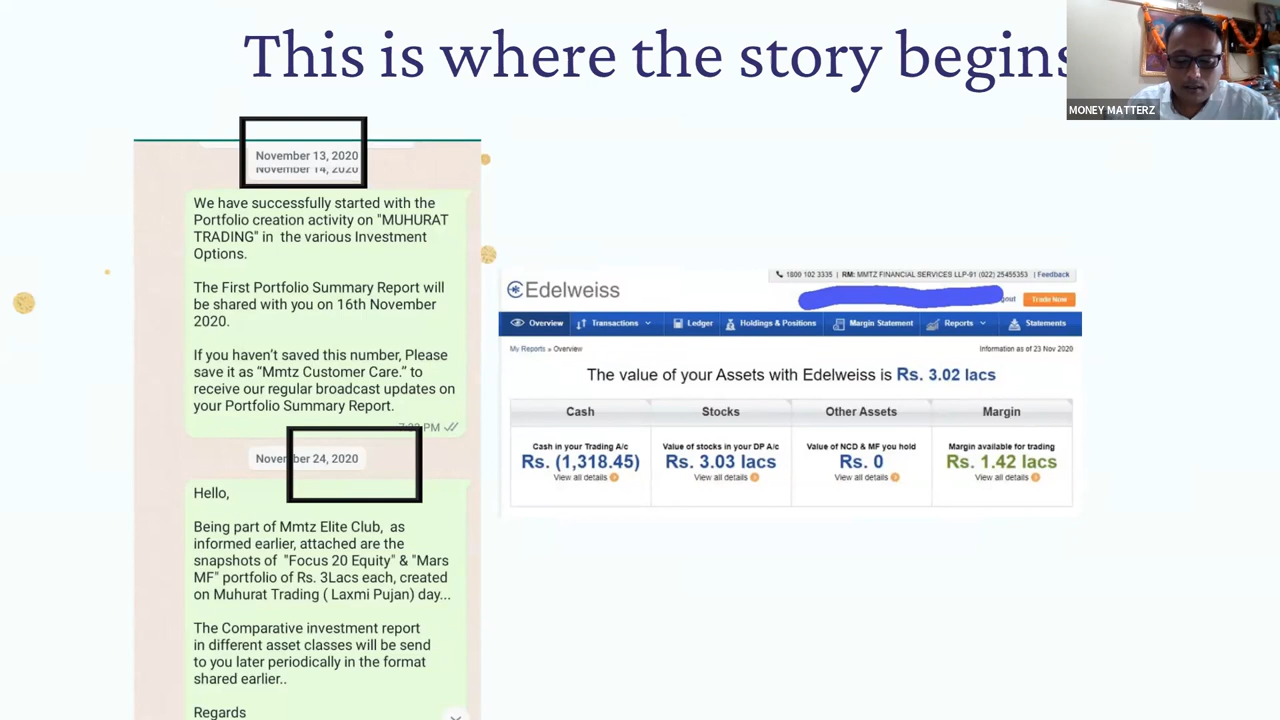 This is where the story begins
MONEY MATTERZ
November 13, 2020
November 14, 2020
We have successfully started with the
Portfolio creation activity on "MUHURAT
TRADING" in the various Investment
Options.
The First Portfolio Summary Report will
be shared with you on 16th November
2020.
If you haven't saved this number, Please
save it as “Mmtz Customer Care.” to
receive our regular broadcast updates on
your Portfolio Summary Report.
PM
November 24, 2020
Hello,
Being part of Mmtz Elite Club, as
informed earlier, attached are the
snapshots of "Focus 20 Equity" & "Mars
MF" portfolio of Rs. 3Lacs each, created
on Muhurat Trading ( Laxmi Pujan) day...
The Comparative investment report
in different asset classes will be send
to you later periodically in the format
shared earlier..
Regards
1800 102 3335 | RM: MMTZ FINANCIAL SERVICES LLP-91 (022) 25455353 | Feedback
Edelweiss
Trade Now
Overview Transactions Ledger Holdings & Positions Margin Statement Reports Statements
My Reports » Overview
Information as of 23 Nov 2020
The value of your Assets with Edelweiss is Rs. 3.02 lacs
Cash Stocks Other Assets Margin
Cash in your Trading A/c Value of stocks in your DP A/c Value of NCD & MF you hold Margin available for trading
Rs. (1,318.45) Rs. 3.03 lacs Rs. 0 Rs. 1.42 lacs
View all details View all details View all details View all details